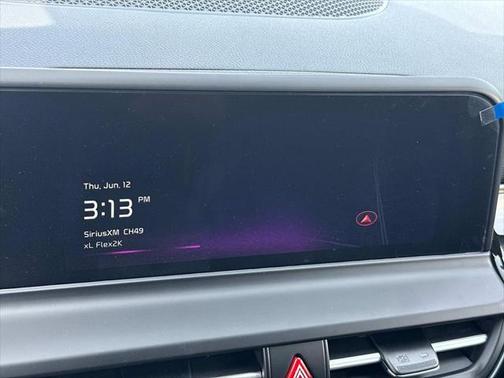 Thu, Jun. 12
3:13 PM
SiriusXM CH49
xL Flex2K